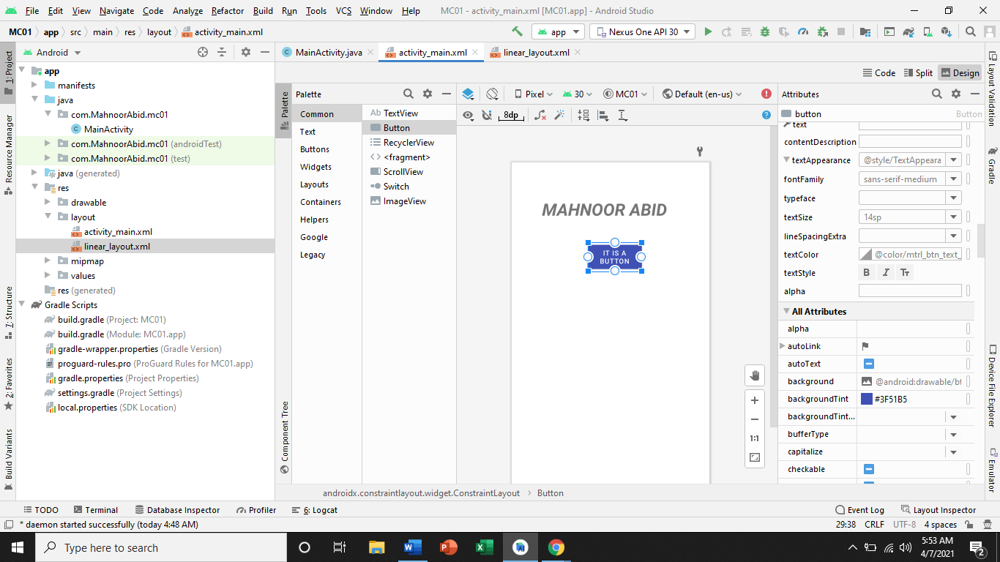 File Edit View Navigate Code Analyze Refactor Build Run Tools VCS Window Help MC01 - activity_main.xml [MC01.app] - Android Studio
MC01 app src main res layout activity_main.xml app Nexus One API 30
1: Project
Resource Manager
7: Structure
2: Favorites
Build Variants
Android
app
manifests
java
com.MahnoorAbid.mc01
MainActivity
com.MahnoorAbid.mc01 (androidTest)
com.MahnoorAbid.mc01 (test)
java (generated)
res
drawable
layout
activity_main.xml
linear_layout.xml
mipmap
values
res (generated)
Gradle Scripts
build.gradle (Project: MC01)
build.gradle (Module: MC01.app)
gradle-wrapper.properties (Gradle Version)
proguard-rules.pro (ProGuard Rules for MC01.app)
gradle.properties (Project Properties)
settings.gradle (Project Settings)
local.properties (SDK Location)
MainActivity.java activity_main.xml linear_layout.xml
Code Split Design
Palette
Component Tree
Palette
Common
Text
Buttons
Widgets
Layouts
Containers
Helpers
Google
Legacy
Ab TextView
Button
RecyclerView
<fragment>
ScrollView
Switch
ImageView
Pixel 30 MC01 Default (en-us)
8dp
MAHNOOR ABID
IT IS A
BUTTON
1:1
Attributes
button Button
text
contentDescription
textAppearance @style/TextAppeara
fontFamily sans-serif-medium
typeface
textSize 14sp
lineSpacingExtra
textColor @color/mtrl_btn_text_
textStyle B I TT
alpha
All Attributes
alpha
autoLink
autoText
background @android:drawable/bt
backgroundTint #3F51B5
backgroundTint...
bufferType
capitalize
checkable
Layout Validation
Gradle
Device File Explorer
Emulator
androidx.constraintlayout.widget.ConstraintLayout Button
TODO Terminal Database Inspector Profiler 6: Logcat Event Log Layout Inspector
* daemon started successfully (today 4:48 AM) 29:38 CRLF UTF-8 4 spaces
Type here to search
5:53 AM
4/7/2021
2